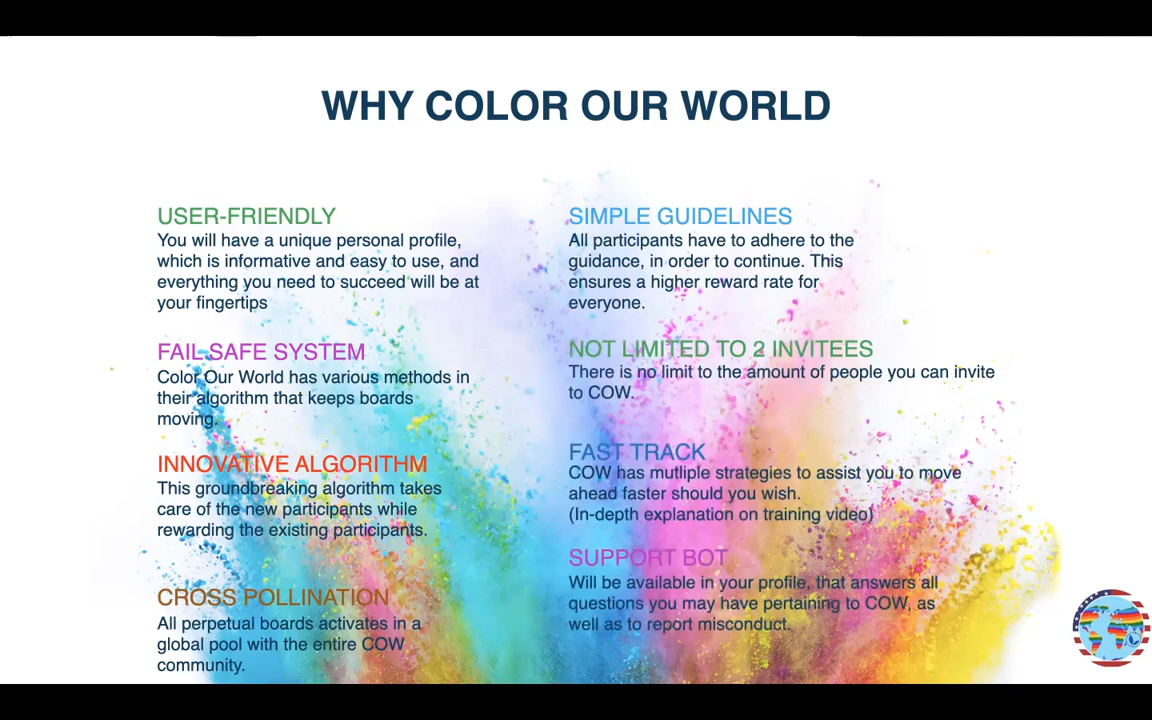 WHY COLOR OUR WORLD
USER-FRIENDLY
You will have a unique personal profile,
which is informative and easy to use, and
everything you need to succeed will be at
your fingertips
FAIL SAFE SYSTEM
Color Our World has various methods in
their algorithm that keeps boards
moving.
INNOVATIVE ALGORITHM
This groundbreaking algorithm takes
care of the new participants while
rewarding the existing participants.
CROSS POLLINATION
All perpetual boards activates in a
global pool with the entire COW
community.
SIMPLE GUIDELINES
All participants have to adhere to the
guidance, in order to continue. This
ensures a higher reward rate for
everyone.
NOT LIMITED TO 2 INVITEES
There is no limit to the amount of people you can invite
to COW.
FAST TRACK
COW has mutliple strategies to assist you to move
ahead faster should you wish.
(In-depth explanation on training video)
SUPPORT BOT
Will be available in your profile, that answers all
questions you may have pertaining to COW, as
well as to report misconduct.